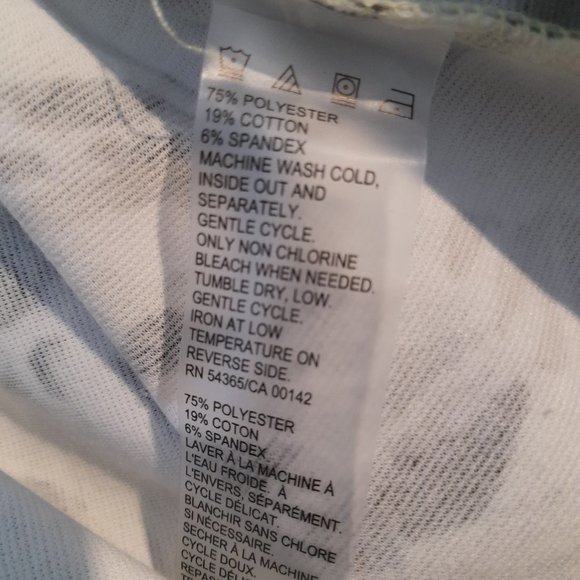 75% POLYESTER
19% COTTON
6% SPANDEX
MACHINE WASH COLD,
INSIDE OUT AND
SEPARATELY.
GENTLE CYCLE.
ONLY NON CHLORINE
BLEACH WHEN NEEDED.
TUMBLE DRY, LOW.
GENTLE CYCLE.
IRON AT LOW
TEMPERATURE ON
REVERSE SIDE.
RN 54365/CA 00142
75% POLYESTER
19% COTON
6% SPANDEX.
LAVER À LA MACHINE À
L'EAU FROIDE. À
L'ENVERS, SÉPARÉMENT.
CYCLE DÉLICAT.
BLANCHIR SANS CHLORE
SI NÉCESSAIRE.
SECHER À LA MACHINE
CYCLE DOUX.
CYCLE DÉLI
REPAS